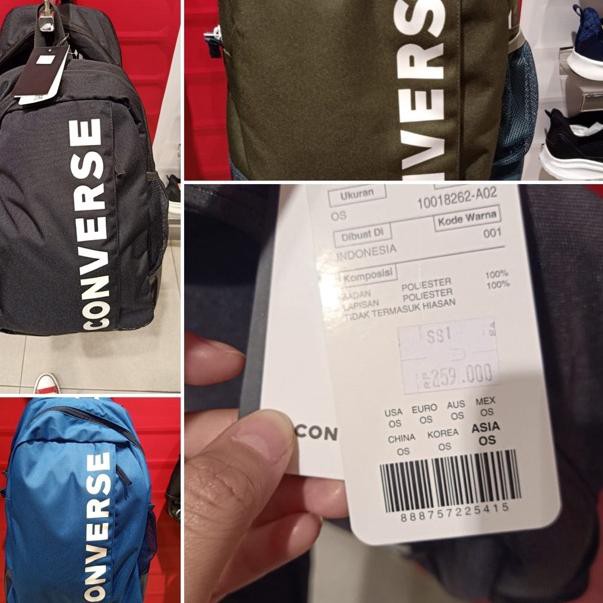 CONVERSE
VERS
CONVERSE
Ukuran
10018262-A02
OS
Kode Warna
Dibuat Di
001
INDONESIA
Komposisi
BADAN POLIESTER 100%
LAPISAN POLIESTER 100%
TIDAK TERMASUK HIASAN
SS1
RP259.000
USA EURO AUS MEX
OS OS OS OS
CHINA KOREA ASIA
OS OS OS
CON
888757225415